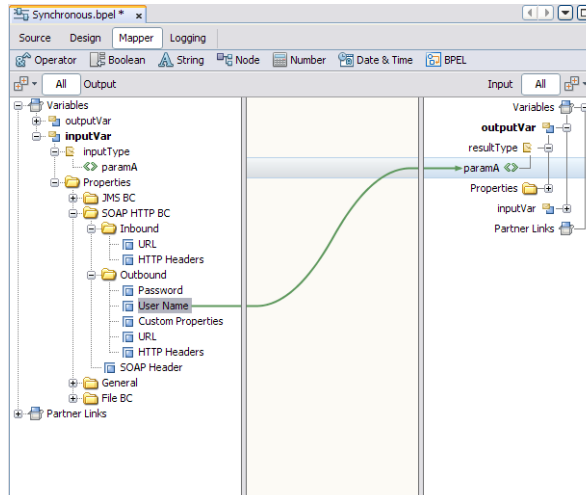 Synchronous.bpel * x
Source Design Mapper Logging
Operator Boolean String Node Number Date & Time BPEL
All Output
Input All
Variables
outputVar
inputVar
inputType
paramA
Properties
JMS BC
SOAP HTTP BC
Inbound
URL
HTTP Headers
Outbound
Password
User Name
Custom Properties
URL
HTTP Headers
SOAP Header
General
File BC
Partner Links
Variables
outputVar
resultType
paramA
Properties
inputVar
Partner Links